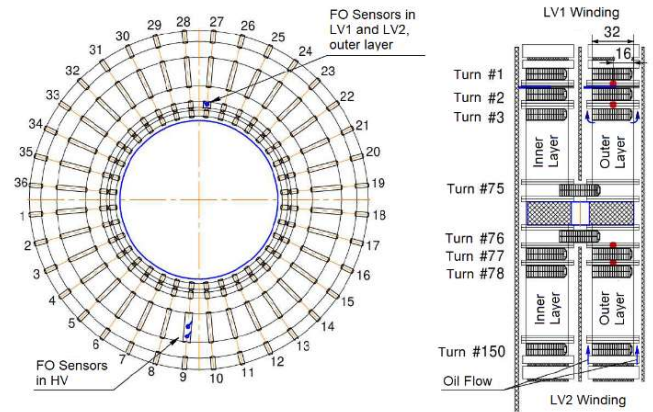 FO Sensors in
LV1 and LV2,
outer layer
28
27
26
25
24
23
22
21
20
19
18
17
16
15
14
13
12
11
10
9
8
7
6
5
4
3
2
1
36
35
34
33
32
31
30
29
FO Sensors
in HV
LV1 Winding
32
16
Turn #1
Turn #2
Turn #3
Inner
Layer
Outer
Layer
Turn #75
Turn #76
Turn #77
Turn #78
Inner
Layer
Outer
Layer
Turn #150
Oil Flow
LV2 Winding